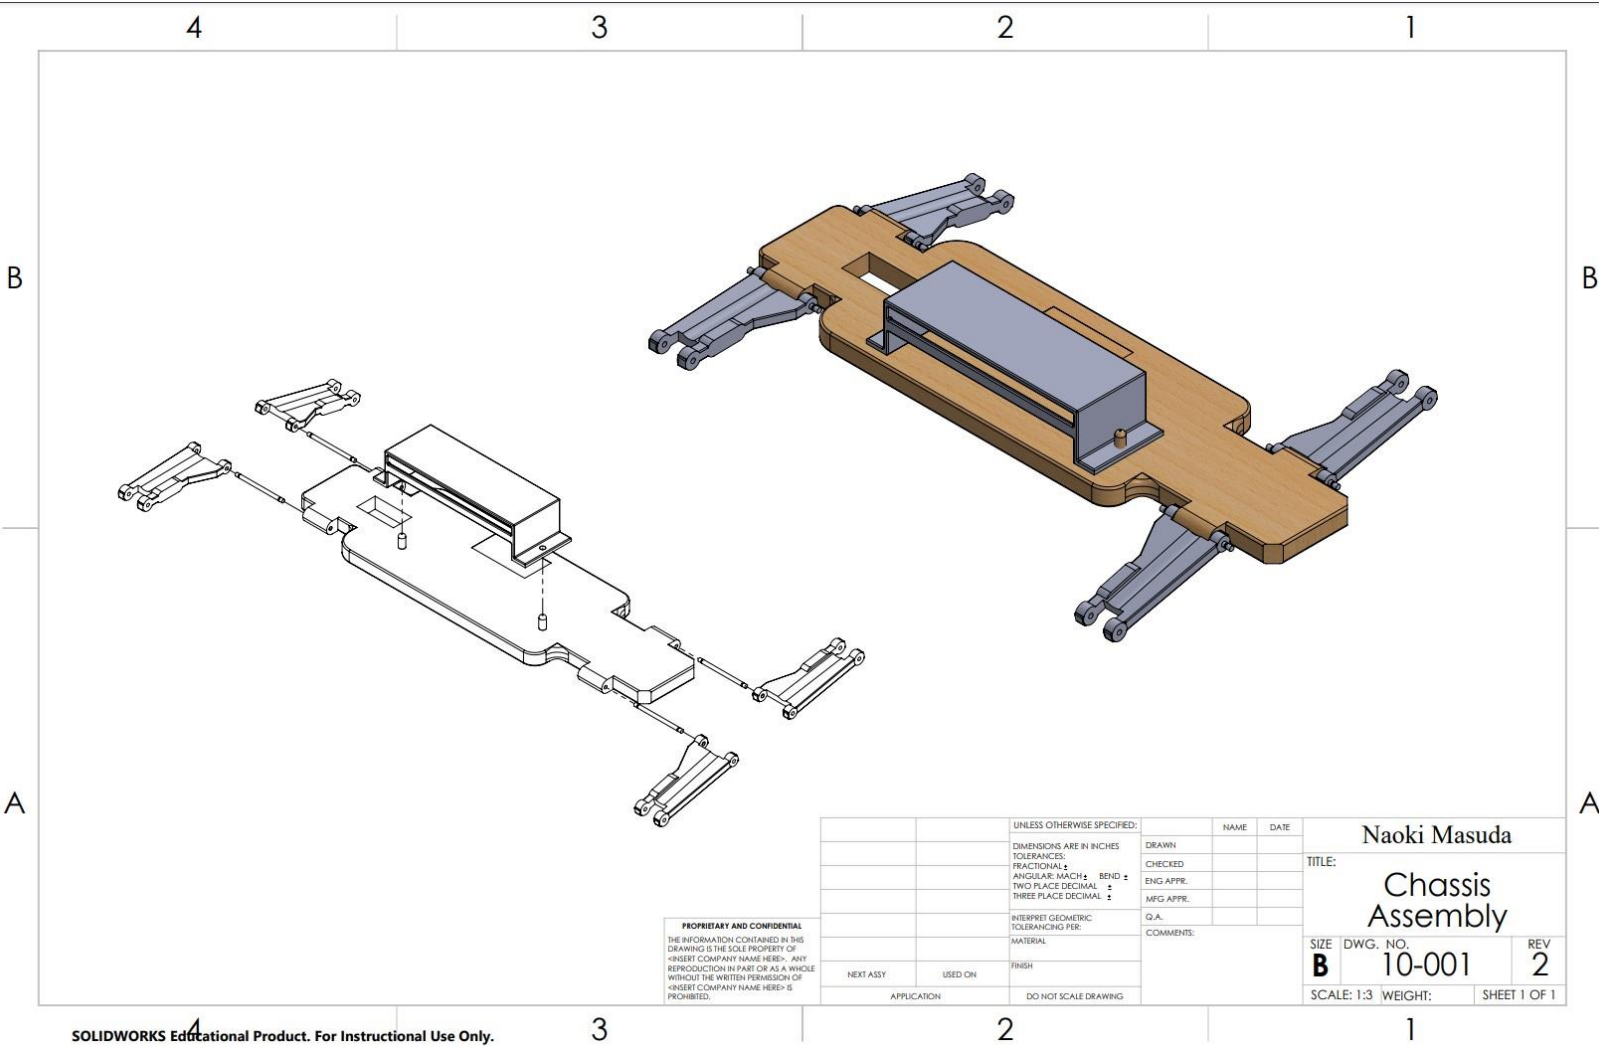 4 3 2 1
B B
A A
UNLESS OTHERWISE SPECIFIED:
DIMENSIONS ARE IN INCHES
TOLERANCES:
FRACTIONAL ±
ANGULAR: MACH ± BEND ±
TWO PLACE DECIMAL ±
THREE PLACE DECIMAL ±
INTERPRET GEOMETRIC
TOLERANCING PER:
MATERIAL
FINISH
DO NOT SCALE DRAWING
NAME DATE
DRAWN
CHECKED
ENG APPR.
MFG APPR.
Q.A.
COMMENTS:
Naoki Masuda
TITLE:
Chassis
Assembly
SIZE DWG. NO. REV
B 10-001 2
SCALE: 1:3 WEIGHT: SHEET 1 OF 1
PROPRIETARY AND CONFIDENTIAL
THE INFORMATION CONTAINED IN THIS
DRAWING IS THE SOLE PROPERTY OF
<INSERT COMPANY NAME HERE>. ANY
REPRODUCTION IN PART OR AS A WHOLE
WITHOUT THE WRITTEN PERMISSION OF
<INSERT COMPANY NAME HERE> IS
PROHIBITED.
NEXT ASSY USED ON
APPLICATION
4 3 2 1
SOLIDWORKS Educational Product. For Instructional Use Only.